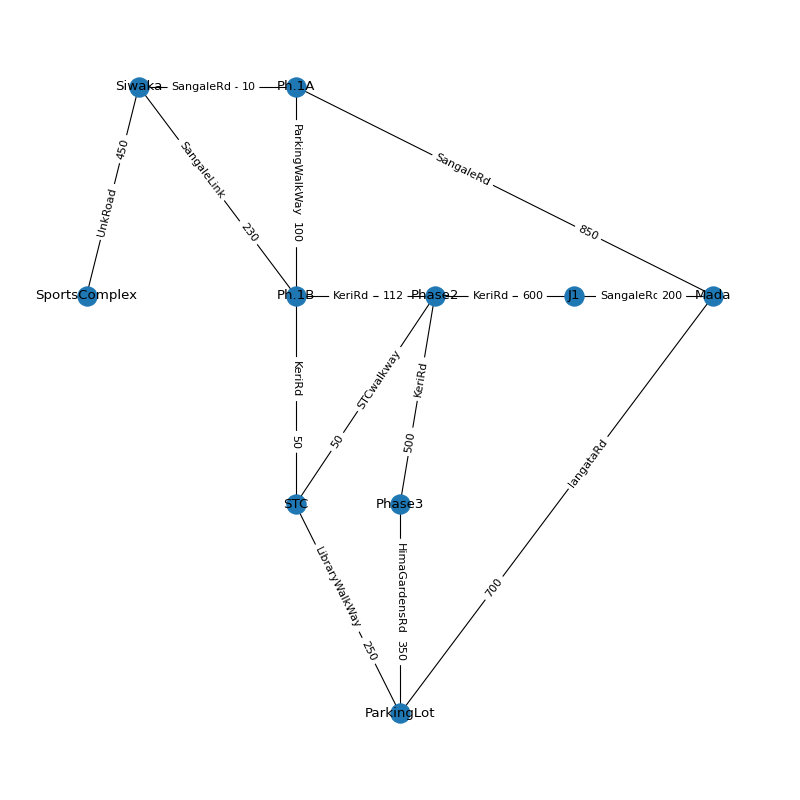 Siwaka SangaleRd - 10 Ph.1A
450
ParkingWalkWay 100
SangaleLink
SangaleRd
UnkRoad
230
850
SportsComplex
Ph.1B KeriRd - 112 Phase2 KeriRd - 600 J1 SangaleRd 200 Mada
KeriRd
STCwalkway
KeriRd
50
50
500
langataRd
STC
Phase3
LibraryWalkWay - 250
HimaGardensRd 350
700
ParkingLot